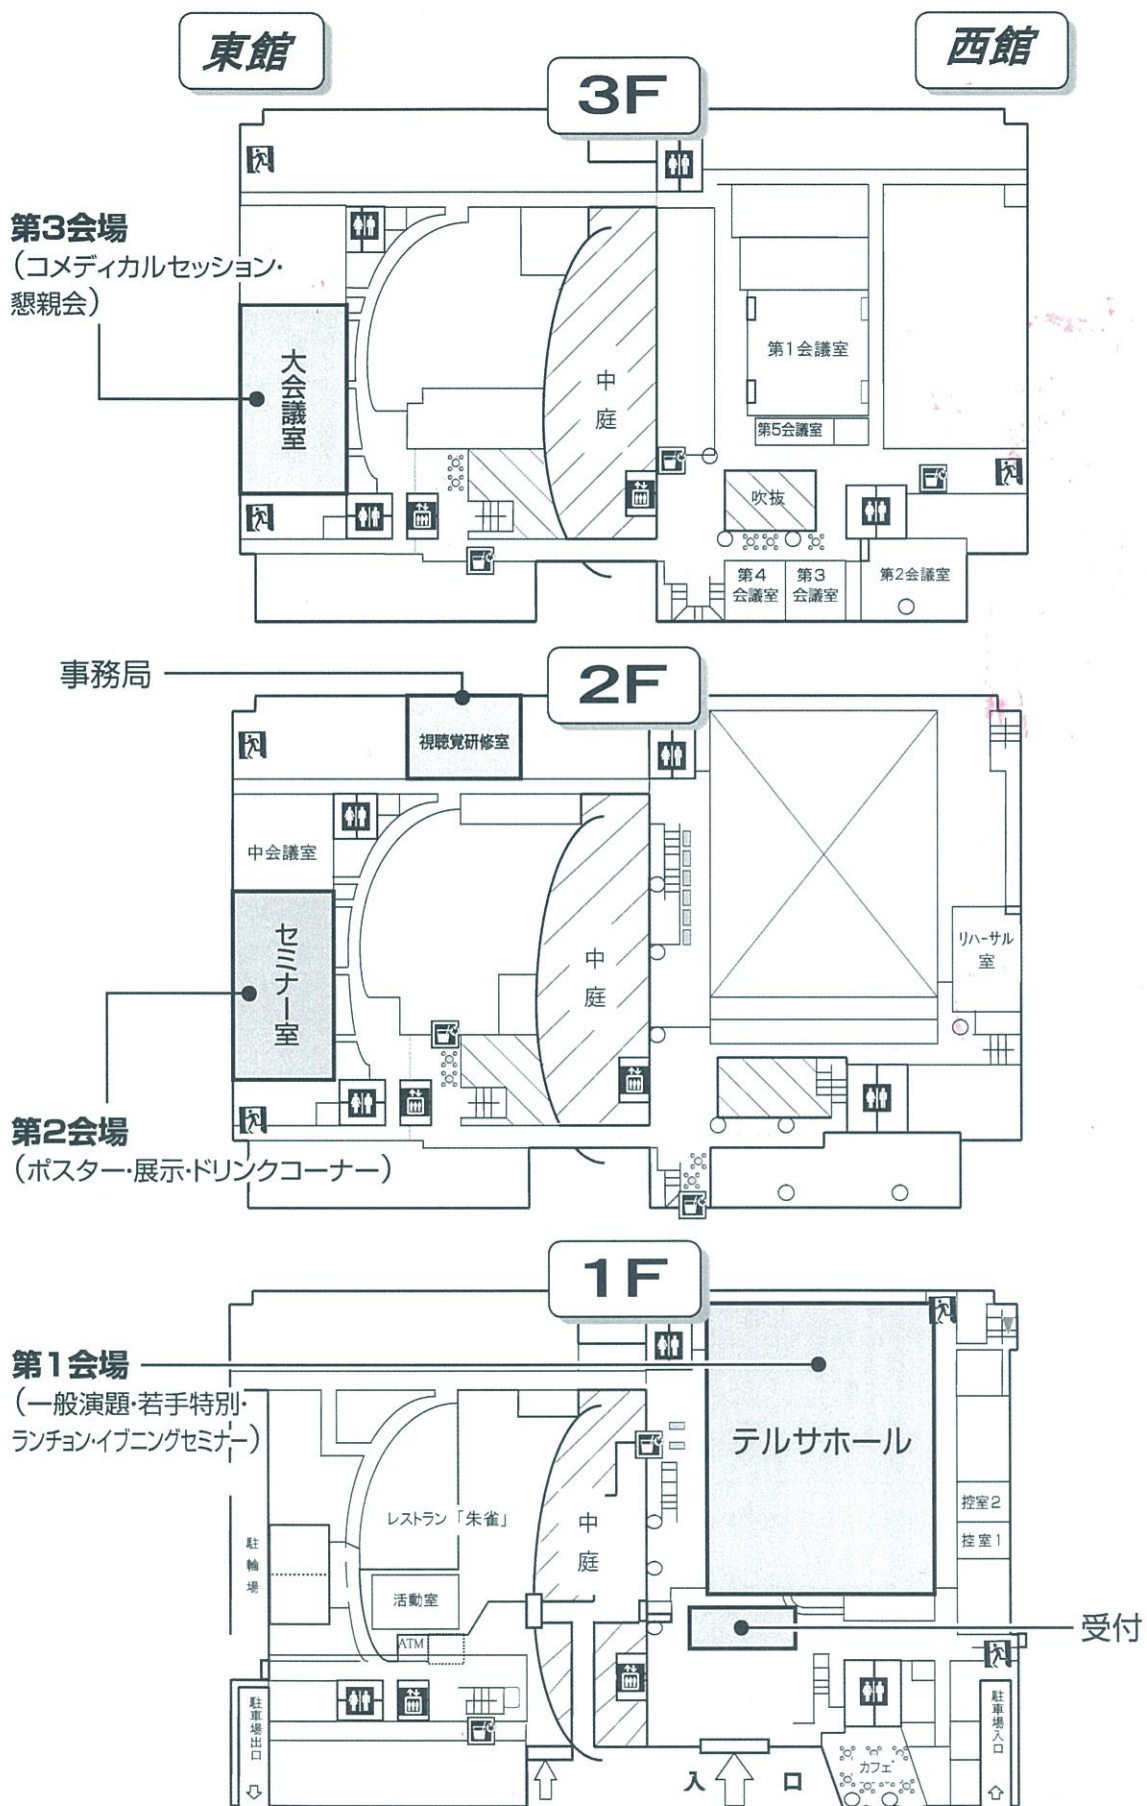 東館
西館
3F
第3会場
（コメディカルセッション・
懇親会）
大会議室
中庭
第1会議室
第5会議室
吹抜
第4
会議室
第3
会議室
第2会議室
事務局
2F
視聴覚研修室
中会議室
セミナー室
中庭
リハーサル
室
第2会場
（ポスター・展示・ドリンクコーナー）
1F
第1会場
（一般演題・若手特別・
ランチョン・イブニングセミナー）
テルサホール
レストラン「朱雀」
中庭
控室2
控室1
駐輪場
活動室
ATM
受付
駐車場出口
駐車場入口
カフェ
入口